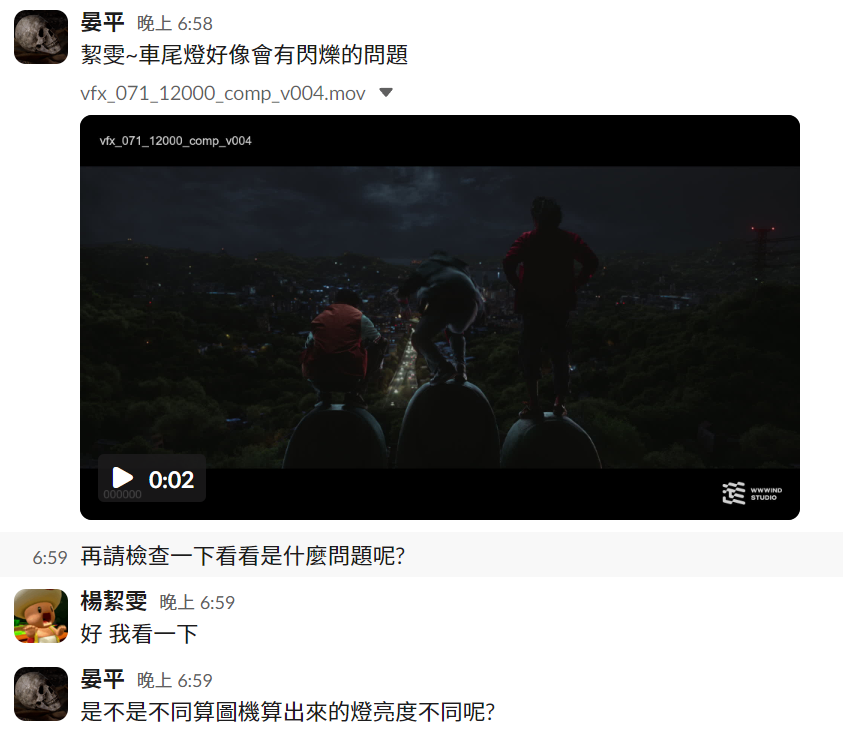 晏平 晚上 6:58
絜雯~車尾燈好像會有閃爍的問題
vfx_071_12000_comp_v004.mov
vfx_071_12000_comp_v004
0:02
000000
WWWIND
STUDIO
6:59 再請檢查一下看看是什麼問題呢?
楊絜雯 晚上 6:59
好 我看一下
晏平 晚上 6:59
是不是不同算圖機算出來的燈亮度不同呢?